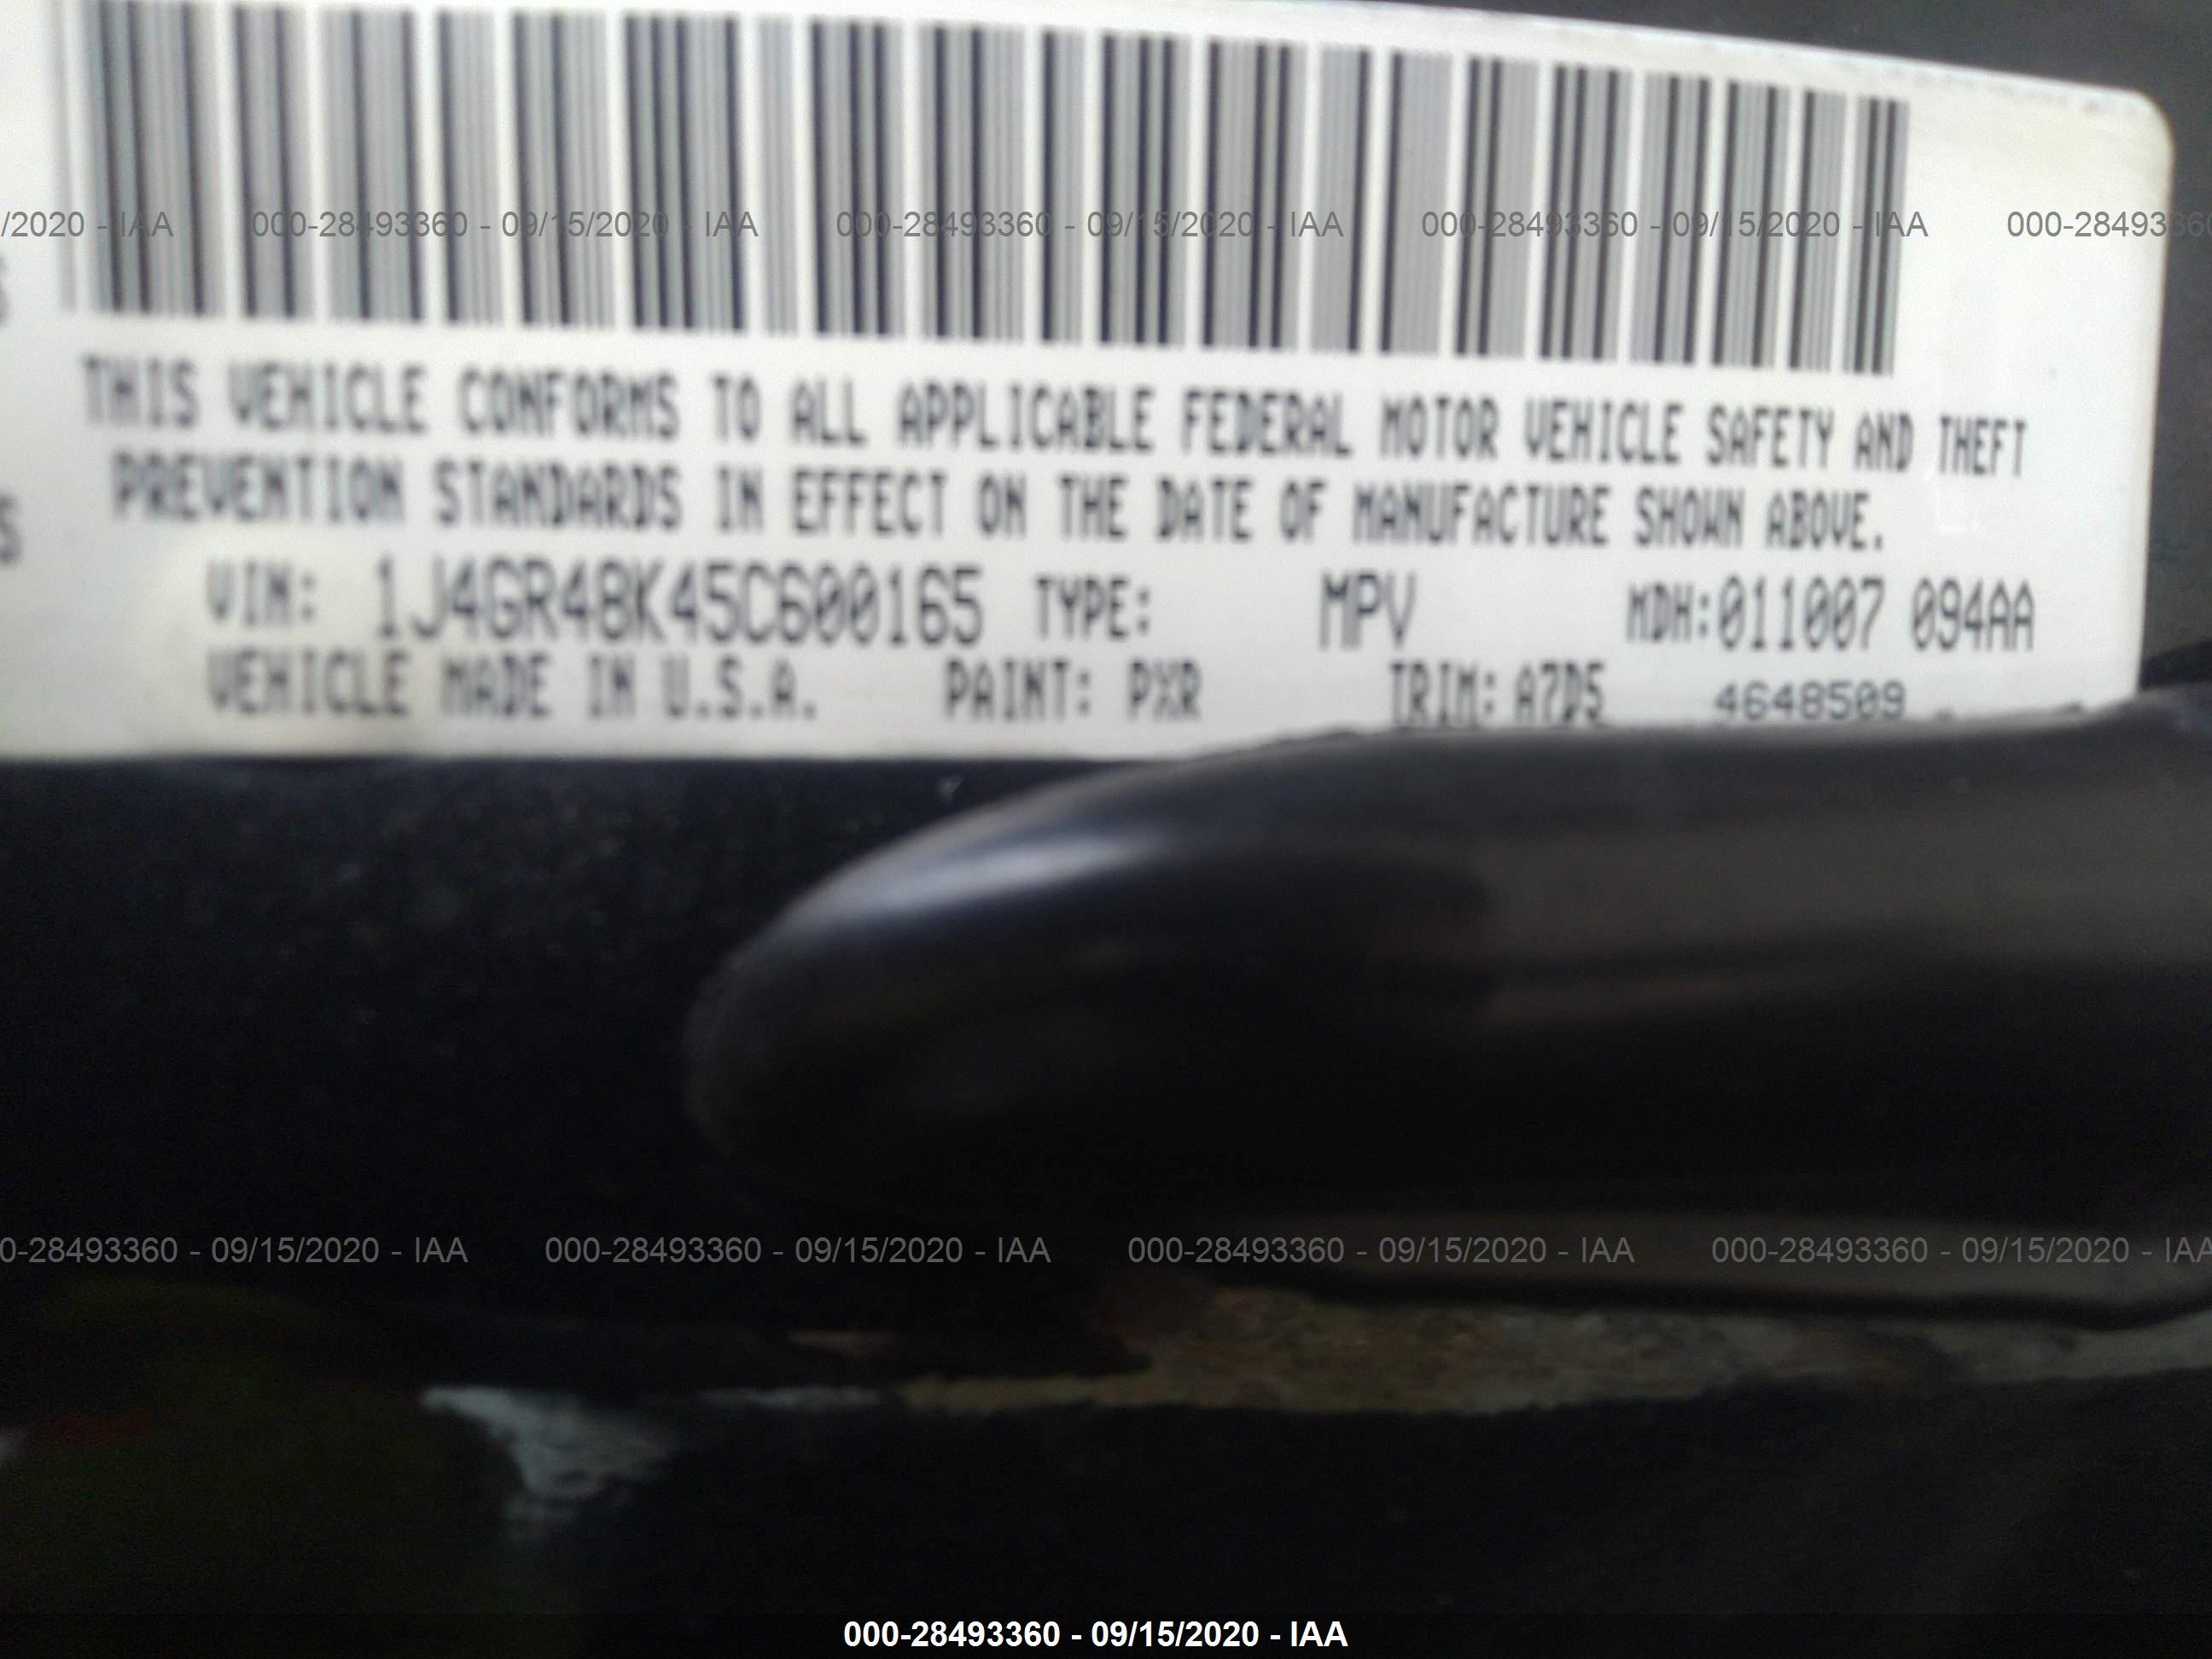 /2020 - IAA 000-28493360 - 09/15/2020 - IAA 000-28493360 - 09/15/2020 - IAA 000-28493360 - 09/15/2020 - IAA 000-28493360
THIS VEHICLE CONFORMS TO ALL APPLICABLE FEDERAL MOTOR VEHICLE SAFETY AND THEFT
S PREVENTION STANDARDS IN EFFECT ON THE DATE OF MANUFACTURE SHOWN ABOVE.
VIN: 1J4GR48K45C600165 TYPE: MPV MDH:011007 094AA
VEHICLE MADE IN U.S.A. PAINT: PXR TRIM: A7D5 4648509
0-28493360 - 09/15/2020 - IAA 000-28493360 - 09/15/2020 - IAA 000-28493360 - 09/15/2020 - IAA 000-28493360 - 09/15/2020 - IAA
000-28493360 - 09/15/2020 - IAA